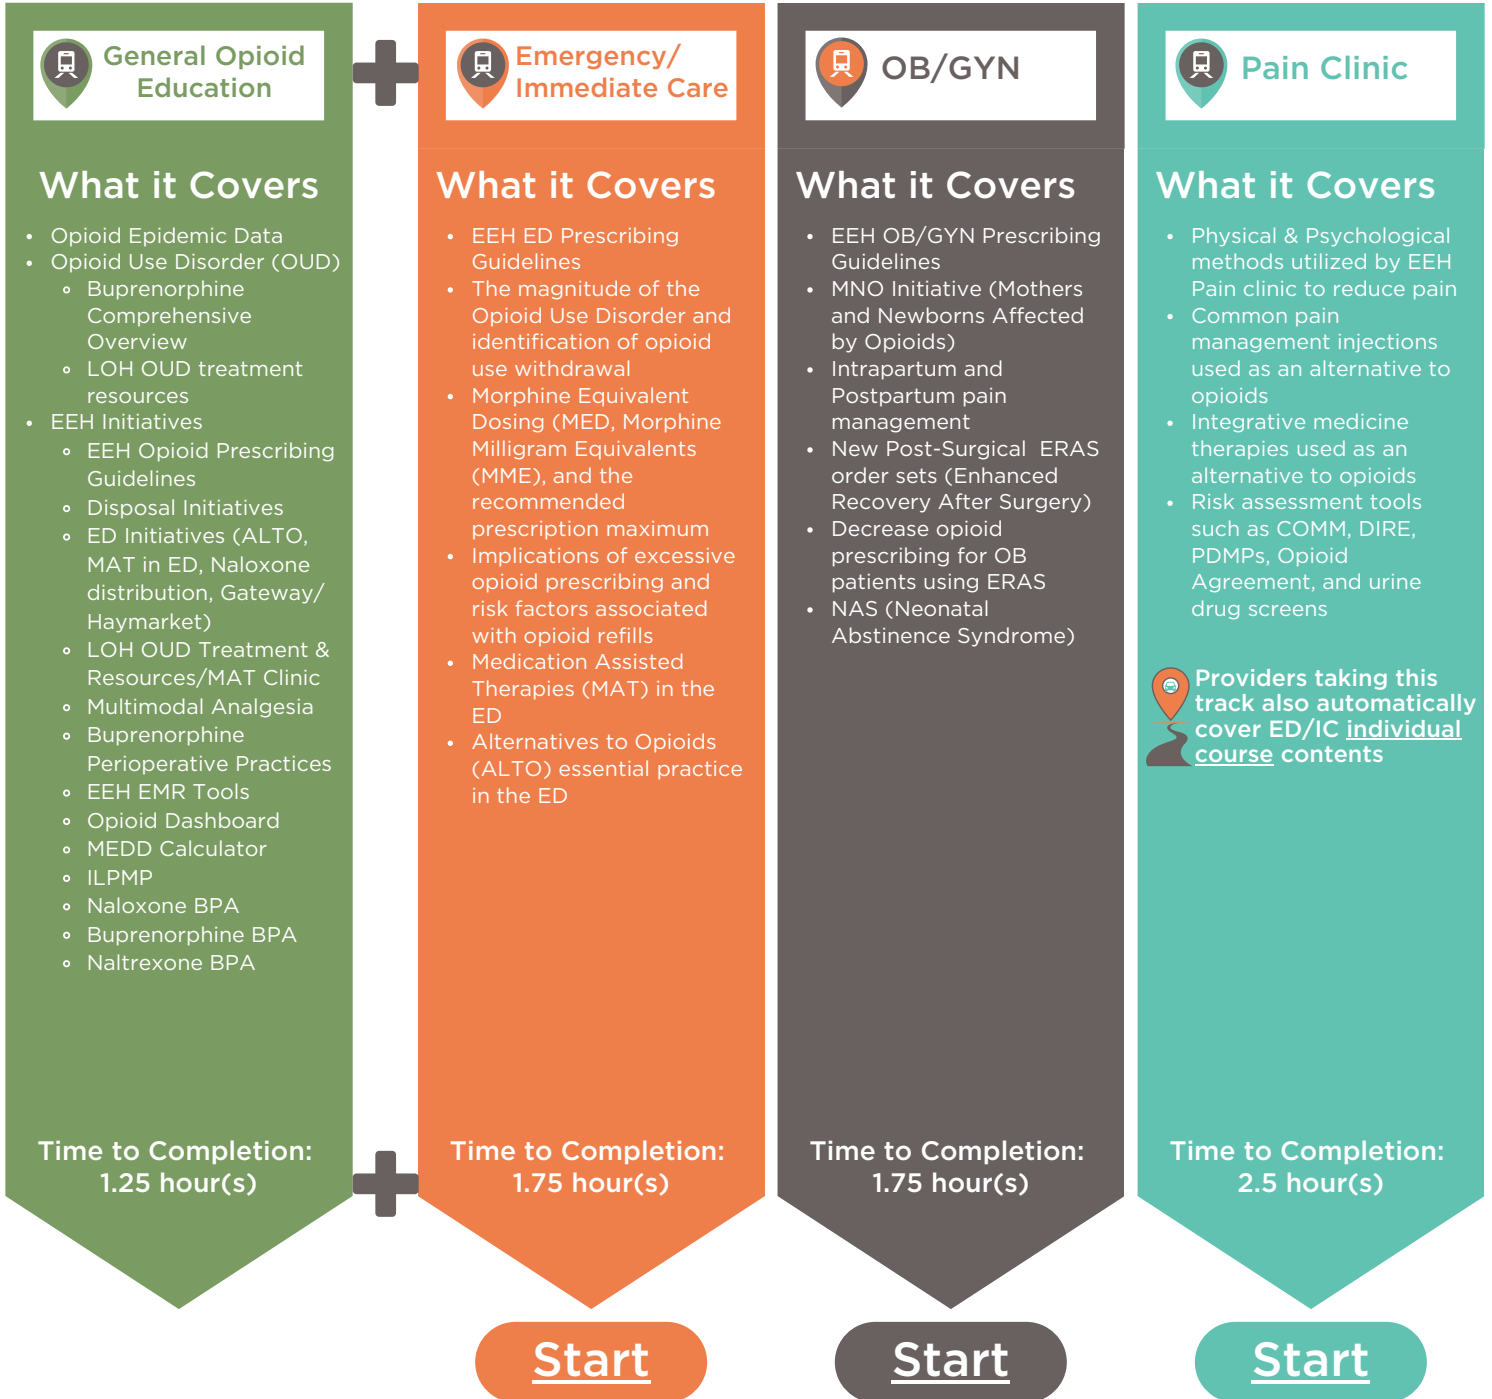 General Opioid
Education
What it Covers
• Opioid Epidemic Data
• Opioid Use Disorder (OUD)
Buprenorphine
Comprehensive
Overview
LOH OUD treatment
resources
• EEH Initiatives
EEH Opioid Prescribing
Guidelines
Disposal Initiatives
ED Initiatives (ALTO,
MAT in ED, Naloxone
distribution, Gateway/
Haymarket)
LOH OUD Treatment &
Resources/MAT Clinic
Multimodal Analgesia
Buprenorphine
Perioperative Practices
EEH EMR Tools
Opioid Dashboard
MEDD Calculator
ILPMP
Naloxone BPA
Buprenorphine BPA
Naltrexone BPA
Time to Completion:
1.25 hour(s)
Emergency/
Immediate Care
What it Covers
• EEH ED Prescribing
Guidelines
• The magnitude of the
Opioid Use Disorder and
identification of opioid
use withdrawal
• Morphine Equivalent
Dosing (MED, Morphine
Milligram Equivalents
(MME), and the
recommended
prescription maximum
• Implications of excessive
opioid prescribing and
risk factors associated
with opioid refills
• Medication Assisted
Therapies (MAT) in the
ED
• Alternatives to Opioids
(ALTO) essential practice
in the ED
Time to Completion:
1.75 hour(s)
Start
OB/GYN
What it Covers
• EEH OB/GYN Prescribing
Guidelines
• MNO Initiative (Mothers
and Newborns Affected
by Opioids)
• Intrapartum and
Postpartum pain
management
• New Post-Surgical ERAS
order sets (Enhanced
Recovery After Surgery)
• Decrease opioid
prescribing for OB
patients using ERAS
• NAS (Neonatal
Abstinence Syndrome)
Time to Completion:
1.75 hour(s)
Start
Pain Clinic
What it Covers
• Physical & Psychological
methods utilized by EEH
Pain clinic to reduce pain
• Common pain
management injections
used as an alternative to
opioids
• Integrative medicine
therapies used as an
alternative to opioids
• Risk assessment tools
such as COMM, DIRE,
PDMPs, Opioid
Agreement, and urine
drug screens
Providers taking this
track also automatically
cover ED/IC individual
course contents
Time to Completion:
2.5 hour(s)
Start